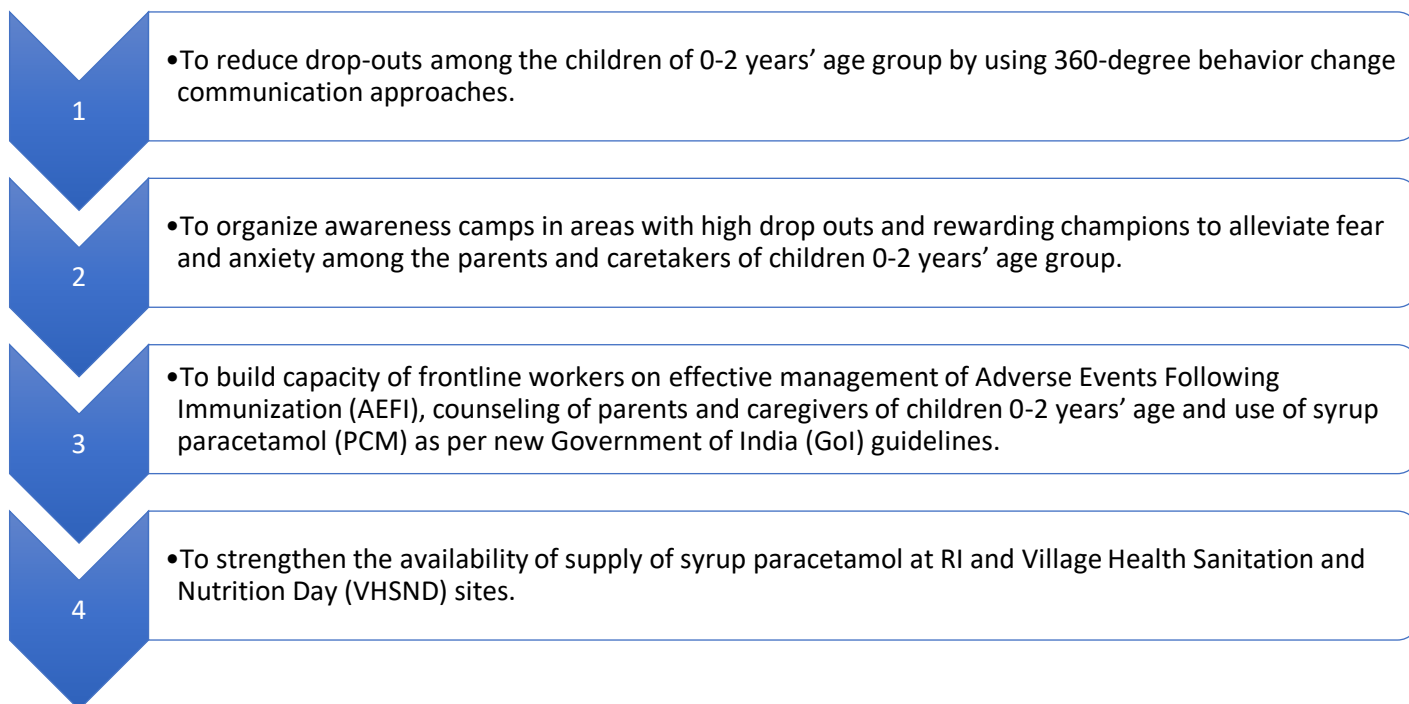 1
•To reduce drop-outs among the children of 0-2 years’ age group by using 360-degree behavior change
communication approaches.
2
•To organize awareness camps in areas with high drop outs and rewarding champions to alleviate fear
and anxiety among the parents and caretakers of children 0-2 years’ age group.
3
•To build capacity of frontline workers on effective management of Adverse Events Following
Immunization (AEFI), counseling of parents and caregivers of children 0-2 years’ age and use of syrup
paracetamol (PCM) as per new Government of India (GoI) guidelines.
4
•To strengthen the availability of supply of syrup paracetamol at RI and Village Health Sanitation and
Nutrition Day (VHSND) sites.